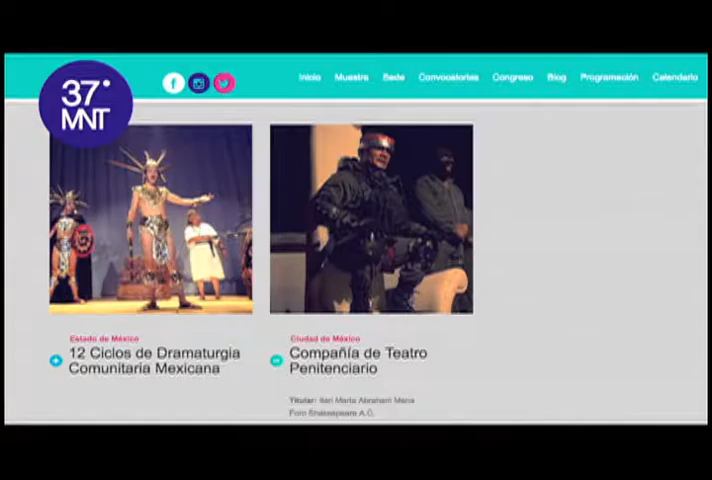 37°
MNT
Inicio Muestra Sede Convocatorias Congreso Blog Programación Calendario
Estado de México
12 Ciclos de Dramaturgia
Comunitaria Mexicana
Ciudad de México
Compañía de Teatro
Penitenciario
Titular: Itari Marta Abraham Mena
Foro Shakespeare A.C.